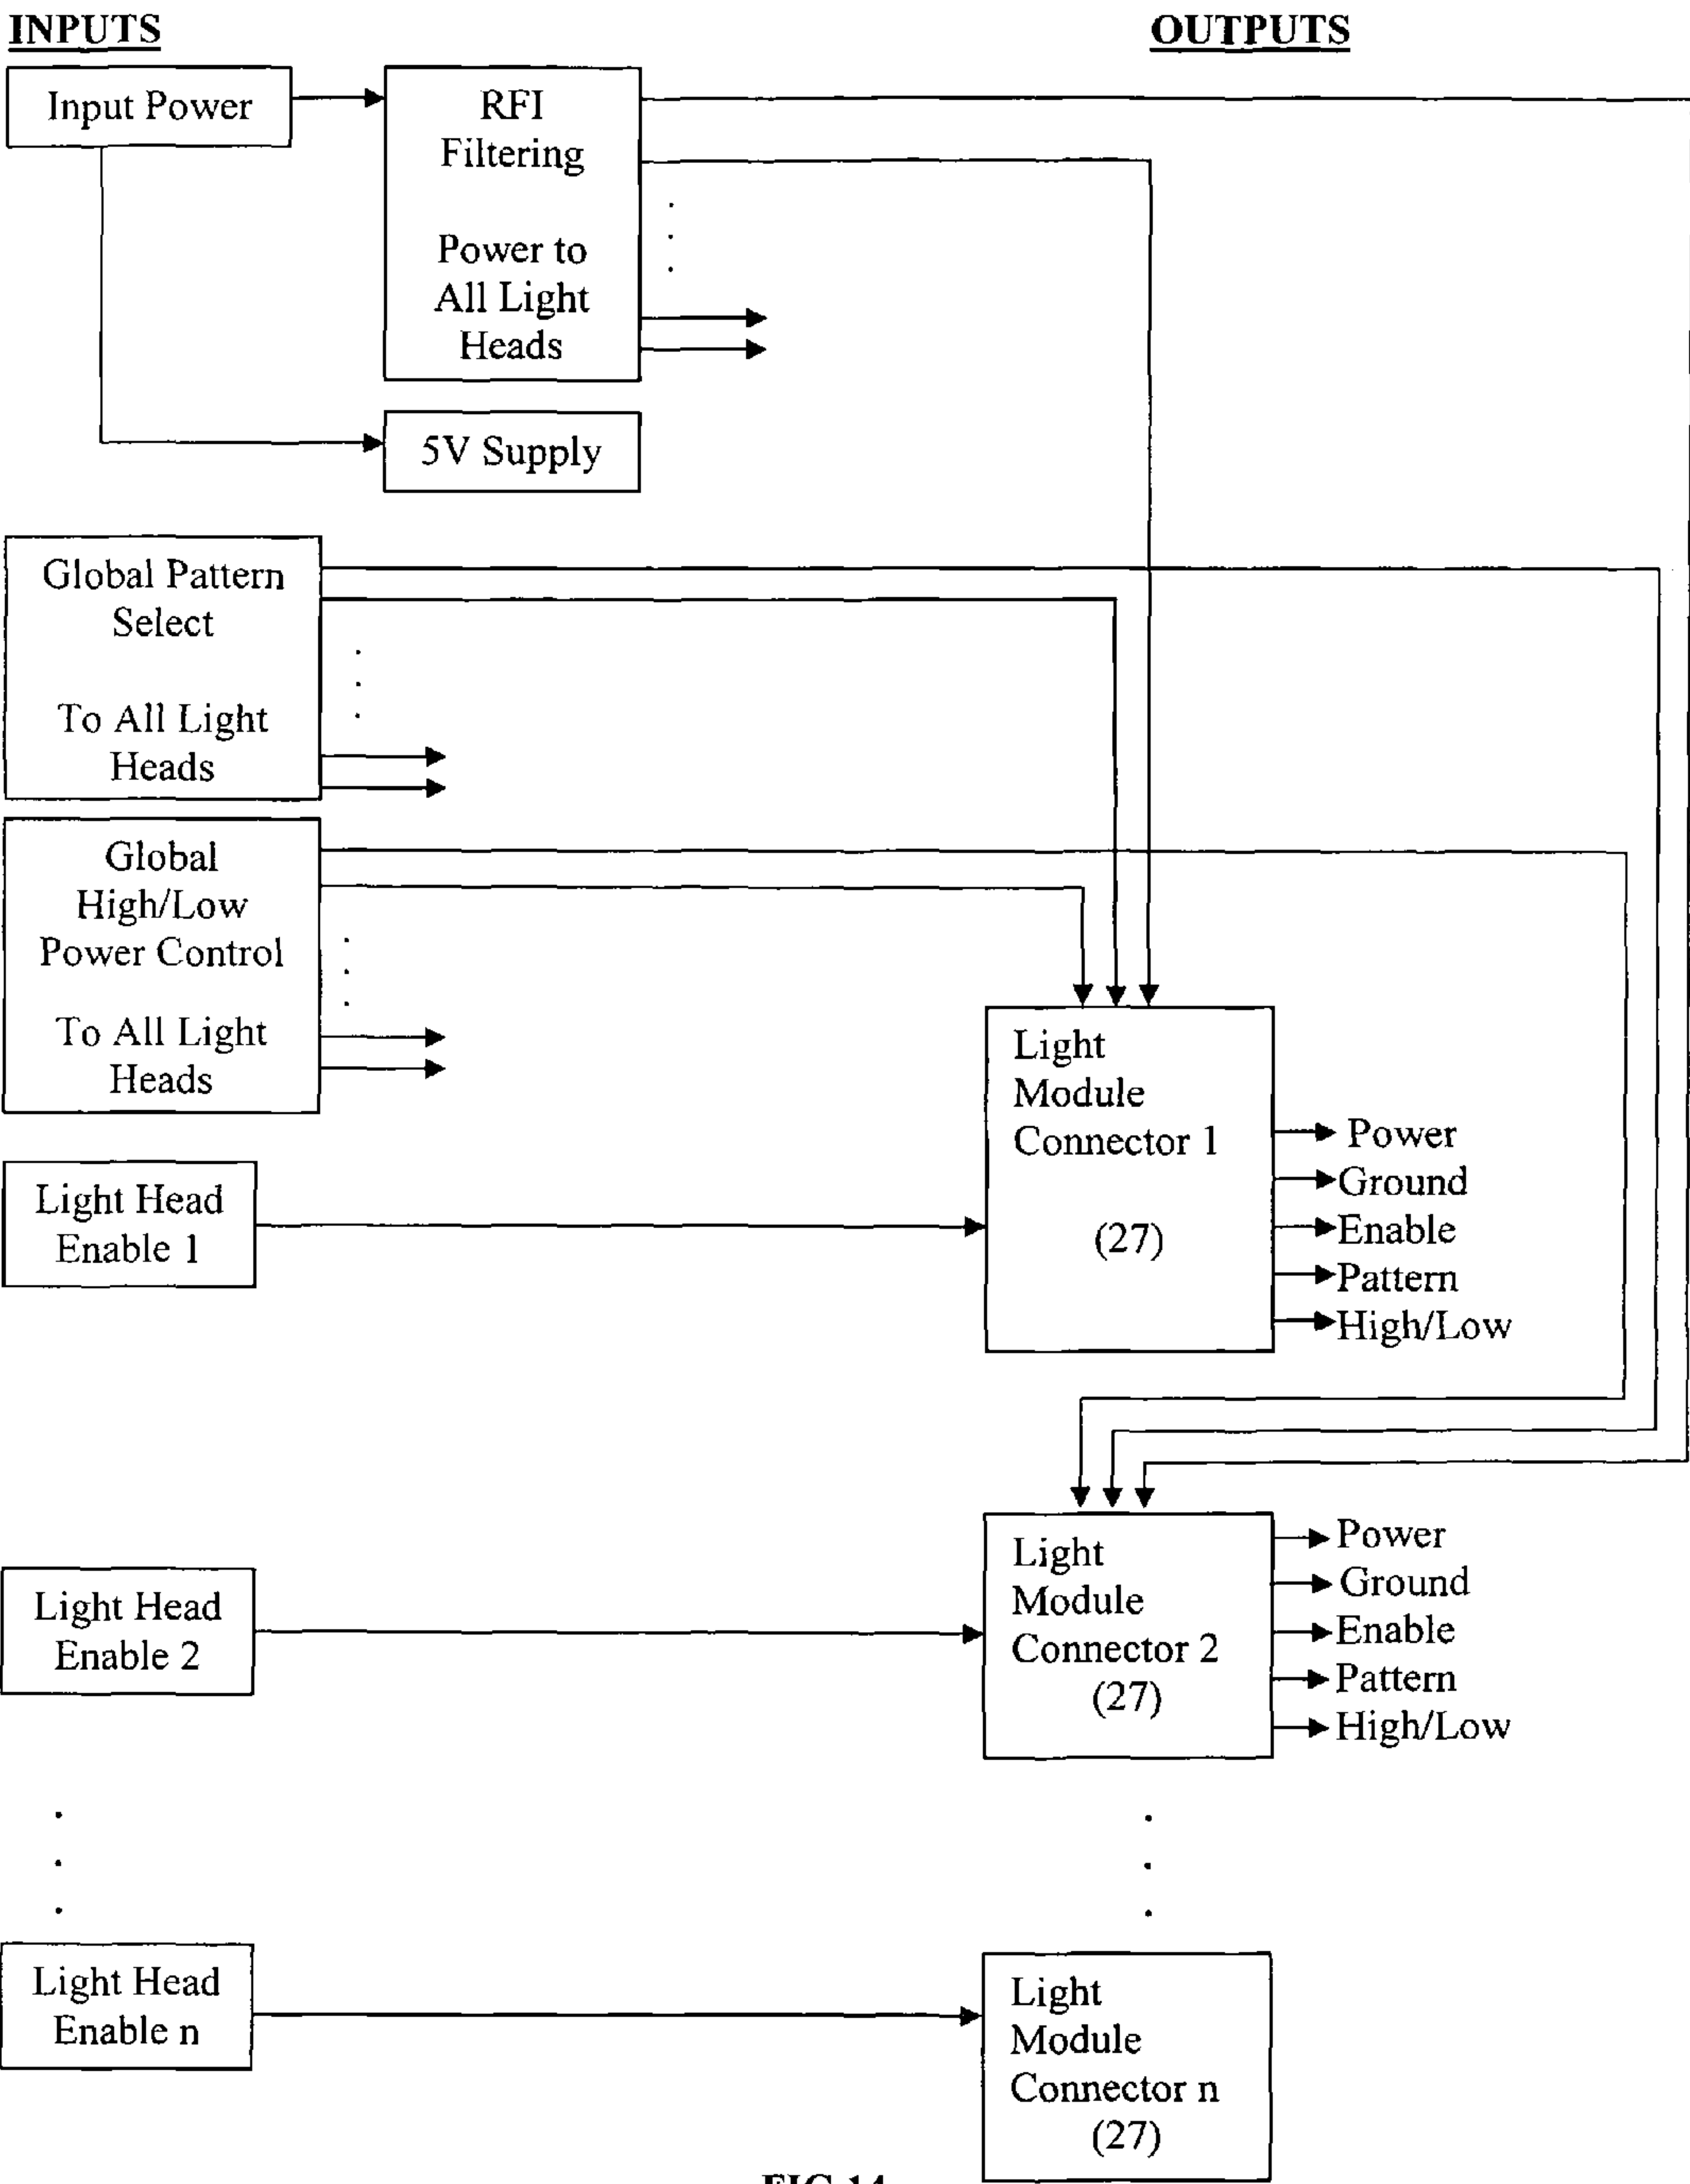 INPUTS
OUTPUTS
Input Power
RFI
Filtering
Power to
All Light
Heads
5V Supply
Global Pattern
Select
To All Light
Heads
Global
High/Low
Power Control
To All Light
Heads
Light
Module
Connector 1
(27)
Power
Ground
Enable
Pattern
High/Low
Light Head
Enable 1
Light
Module
Connector 2
(27)
Power
Ground
Enable
Pattern
High/Low
Light Head
Enable 2
Light Head
Enable n
Light
Module
Connector n
(27)
FIG 14